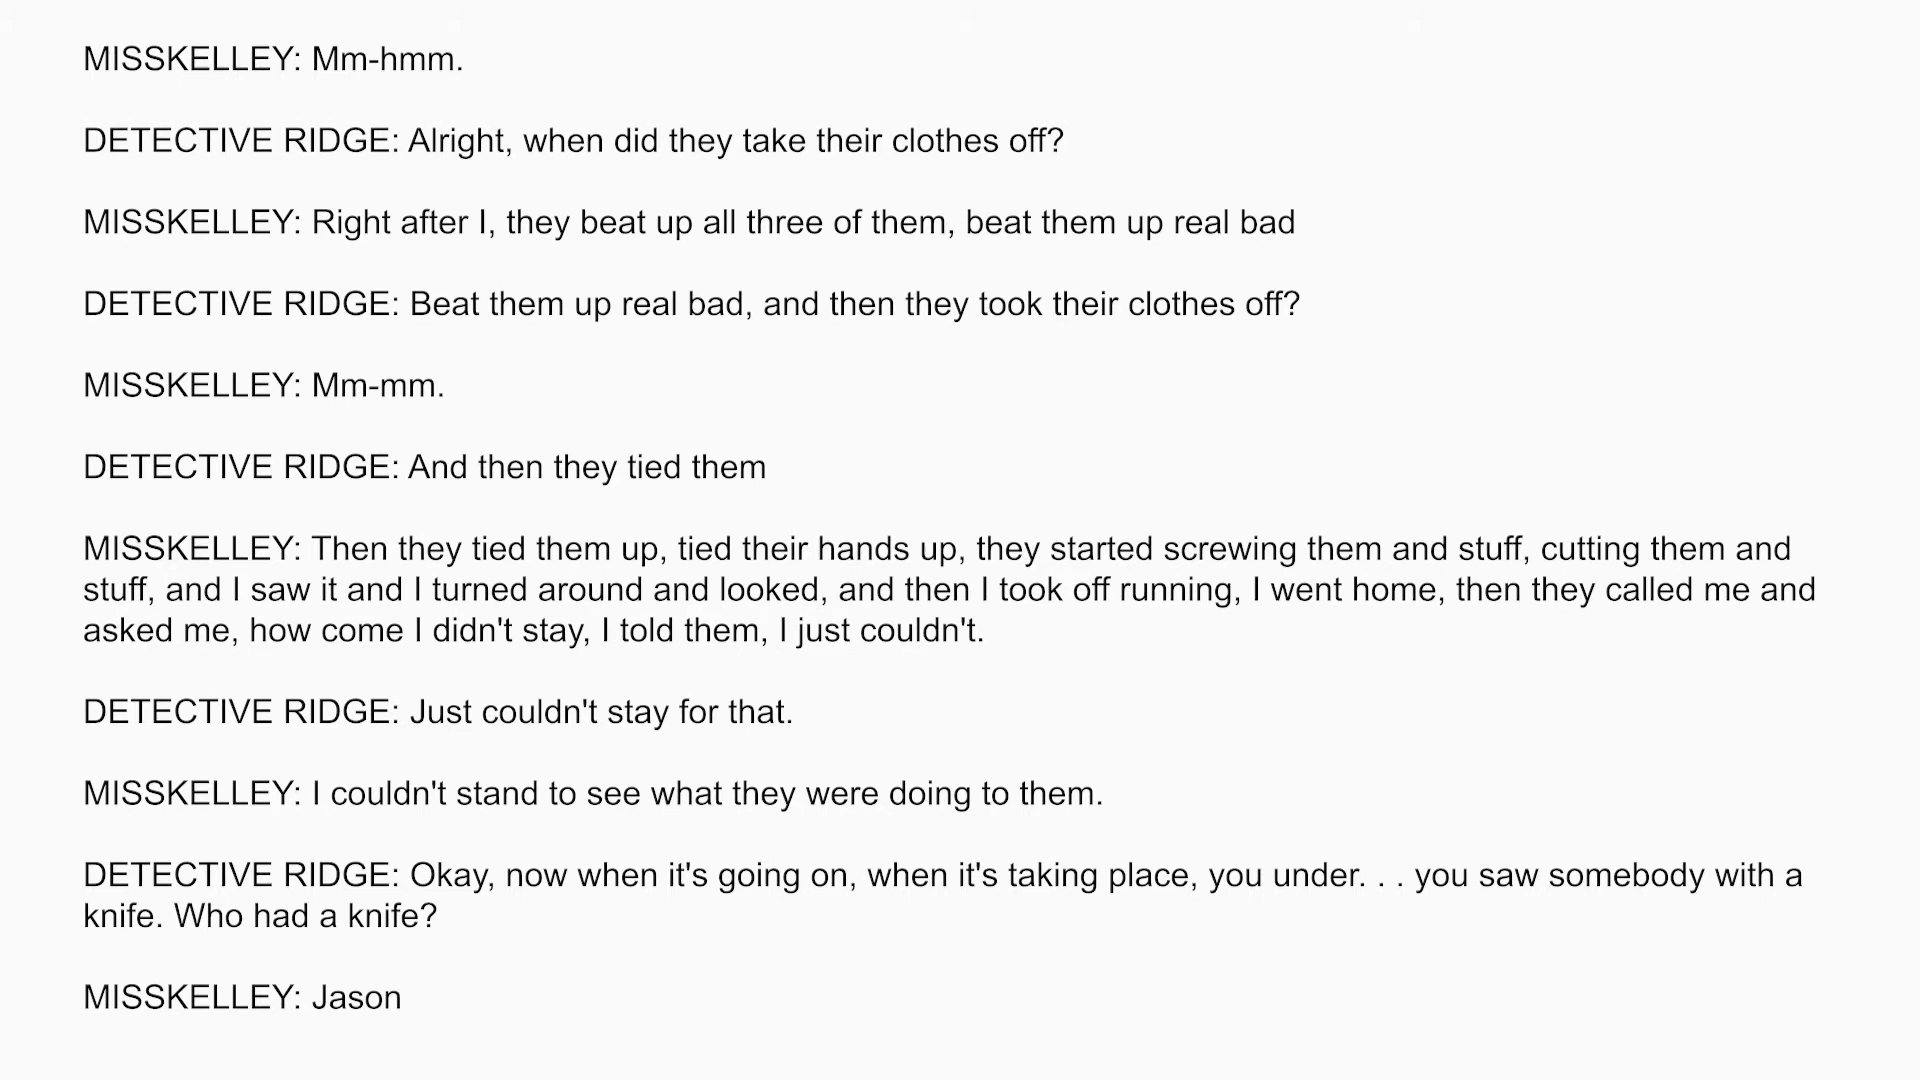 MISSKELLEY: Mm-hmm.
DETECTIVE RIDGE: Alright, when did they take their clothes off?
MISSKELLEY: Right after I, they beat up all three of them, beat them up real bad
DETECTIVE RIDGE: Beat them up real bad, and then they took their clothes off?
MISSKELLEY: Mm-mm.
DETECTIVE RIDGE: And then they tied them
MISSKELLEY: Then they tied them up, tied their hands up, they started screwing them and stuff, cutting them and
stuff, and I saw it and I turned around and looked, and then I took off running, I went home, then they called me and
asked me, how come I didn't stay, I told them, I just couldn't.
DETECTIVE RIDGE: Just couldn't stay for that.
MISSKELLEY: I couldn't stand to see what they were doing to them.
DETECTIVE RIDGE: Okay, now when it's going on, when it's taking place, you under. . . you saw somebody with a
knife. Who had a knife?
MISSKELLEY: Jason